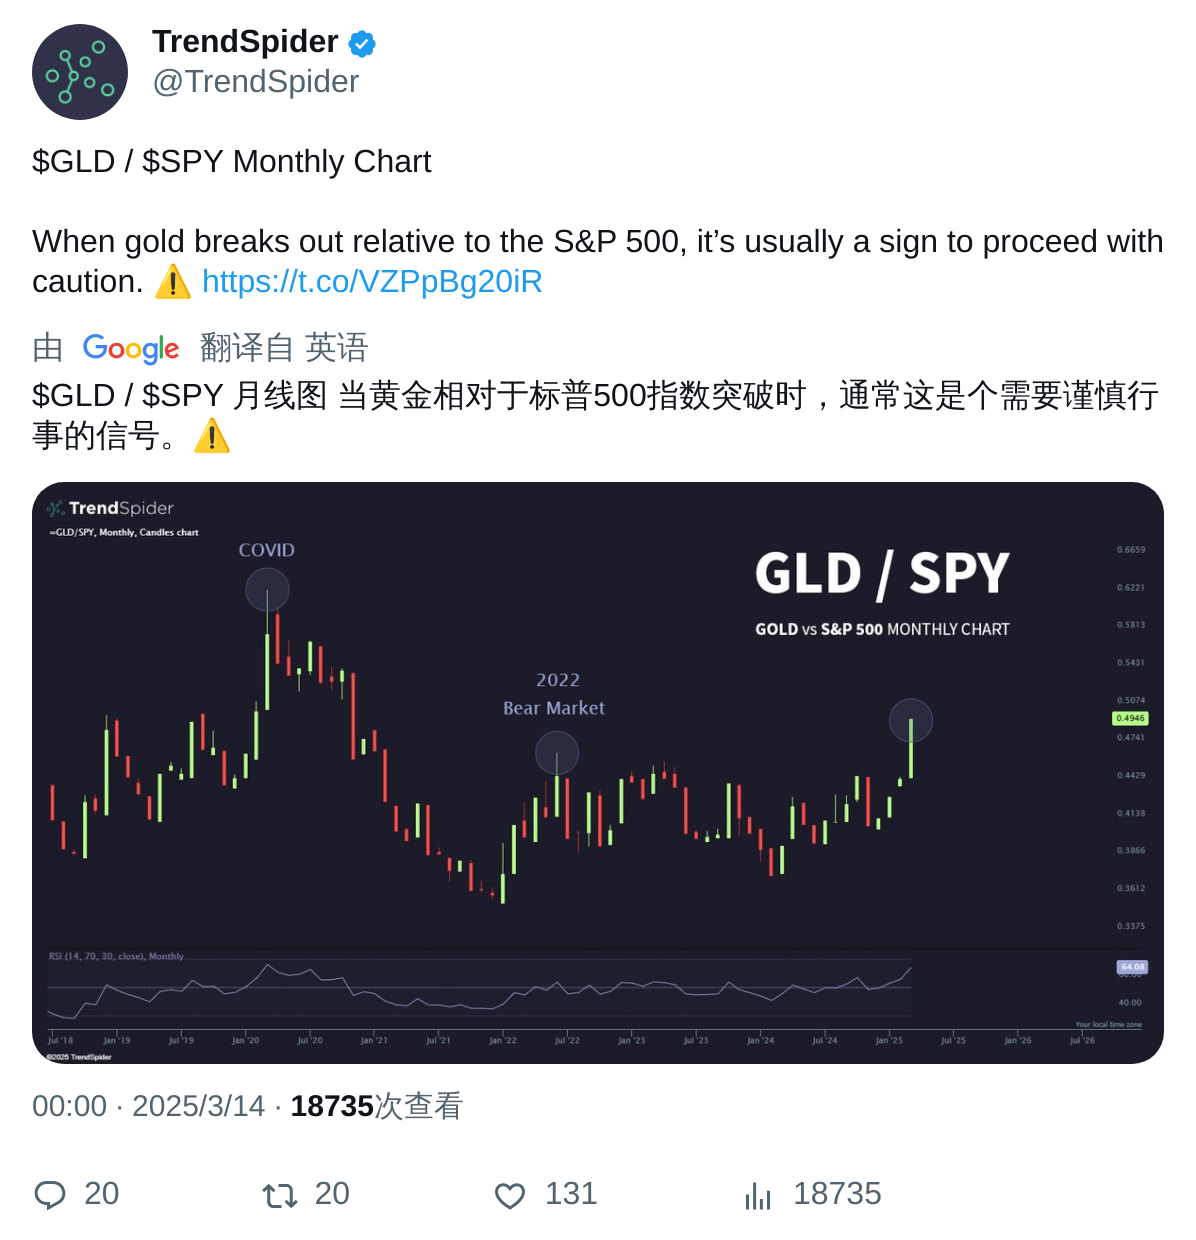 TrendSpider
@TrendSpider
$GLD / $SPY Monthly Chart
When gold breaks out relative to the S&P 500, it’s usually a sign to proceed with
caution. ⚠️ https://t.co/VZPpBg20iR
由 Google 翻译自 英语
$GLD / $SPY 月线图 当黄金相对于标普500指数突破时，通常这是个需要谨慎行
事的信号。⚠️
TrendSpider
=GLD/SPY, Monthly, Candles chart
COVID
GLD / SPY
GOLD vs S&P 500 MONTHLY CHART
2022
Bear Market
0.6659
0.6221
0.5813
0.5431
0.5074
0.4946
0.4741
0.4429
0.4138
0.3866
0.3612
0.3375
RSI (14, 70, 30, close), Monthly
64.08
60.00
40.00
Your local time zone
Jul '18 Jan '19 Jul '19 Jan '20 Jul '20 Jan '21 Jul '21 Jan '22 Jul '22 Jan '23 Jul '23 Jan '24 Jul '24 Jan '25 Jul '25 Jan '26 Jul '26
©2025 TrendSpider
00:00 · 2025/3/14 · 18735次查看
20 20 131 18735